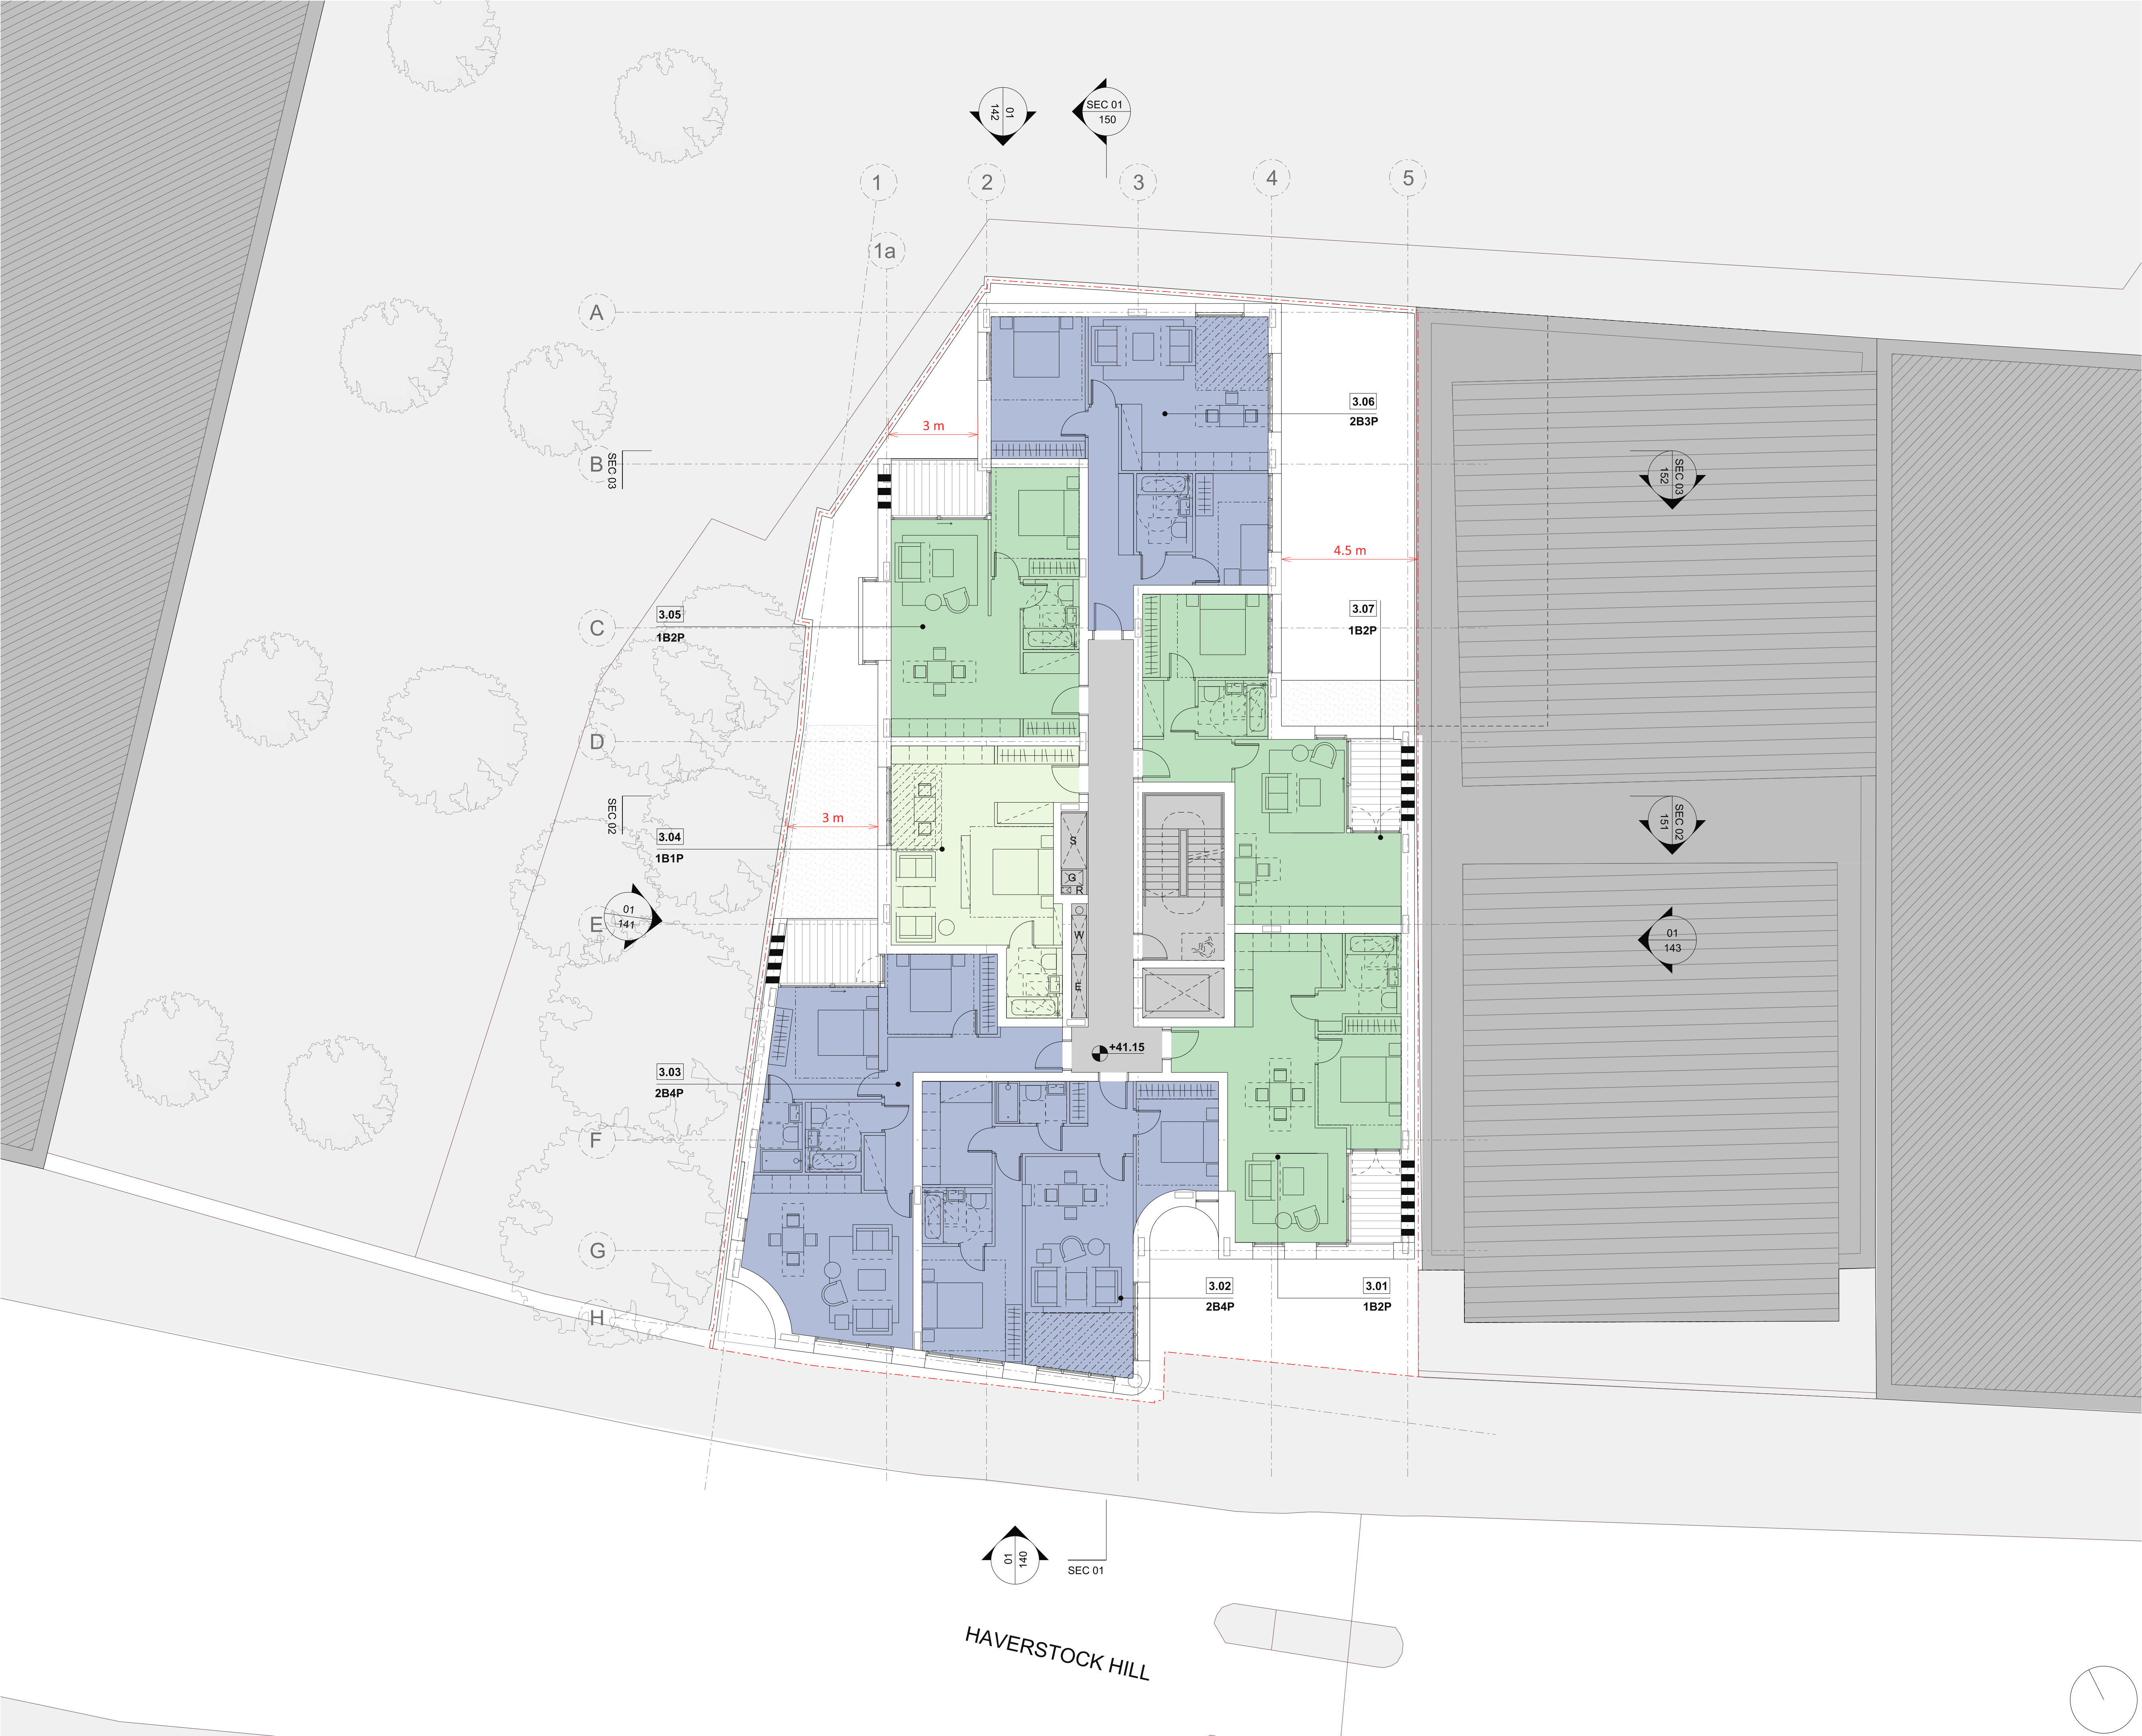 01
142
SEC 01
150
1
2
3
4
5
1a
A
3.06
2B3P
3 m
B
SEC 03
SEC 03
152
4.5 m
3.05
1B2P
3.07
1B2P
C
D
SEC 02
3 m
SEC 02
151
3.04
1B1P
S
G
R
01
141
E
W
01
143
E
+41.15
3.03
2B4P
F
G
3.02
2B4P
3.01
1B2P
H
01
140
SEC 01
HAVERSTOCK HILL